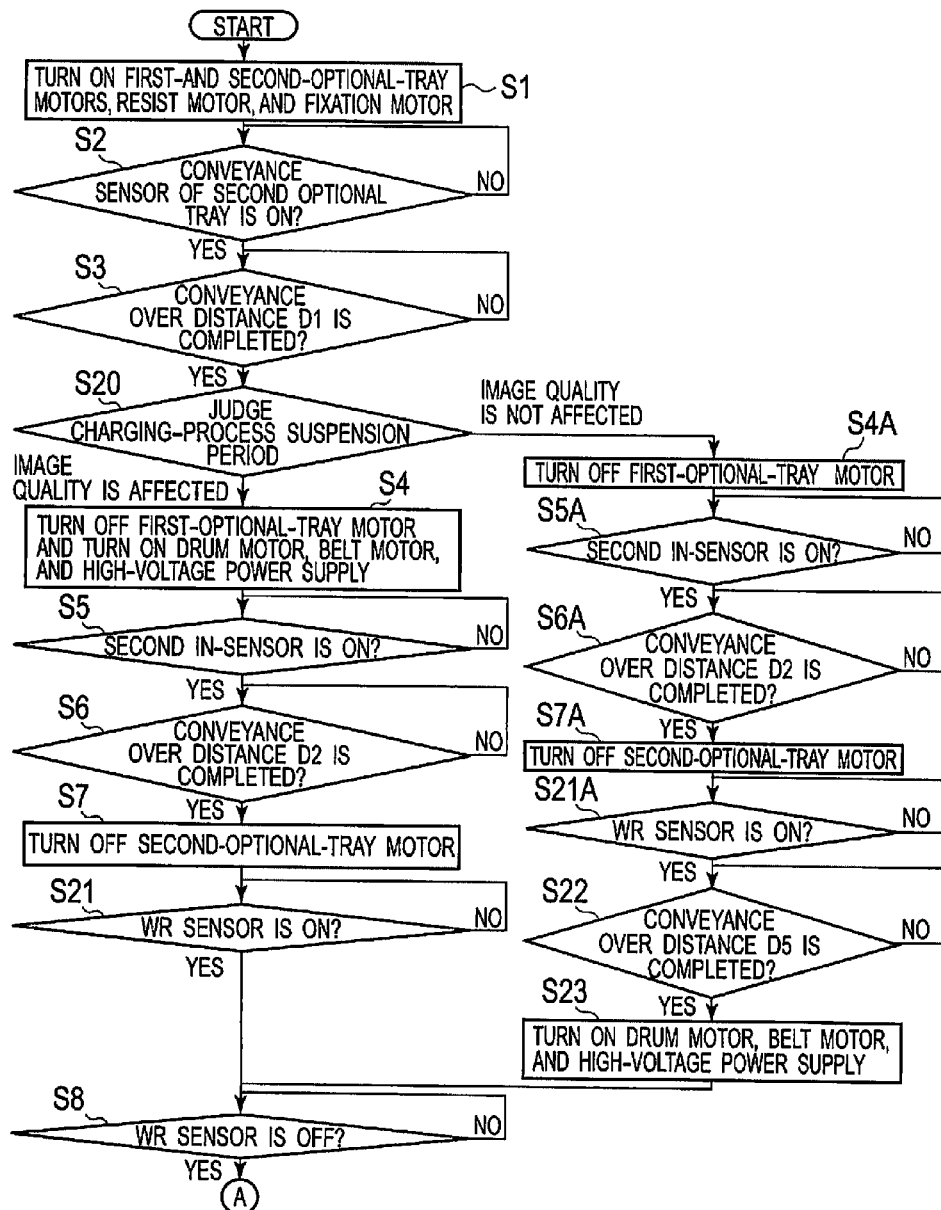 START
TURN ON FIRST-AND SECOND-OPTIONAL-TRAY
MOTORS, RESIST MOTOR, AND FIXATION MOTOR
S1
S2
CONVEYANCE
SENSOR OF SECOND OPTIONAL
TRAY IS ON?
NO
YES
S3
CONVEYANCE
OVER DISTANCE D1 IS
COMPLETED?
NO
YES
S20
JUDGE
CHARGING-PROCESS SUSPENSION
PERIOD
IMAGE QUALITY
IS NOT AFFECTED
IMAGE
QUALITY IS AFFECTED
S4
TURN OFF FIRST-OPTIONAL-TRAY MOTOR
AND TURN ON DRUM MOTOR, BELT MOTOR,
AND HIGH-VOLTAGE POWER SUPPLY
S5
SECOND IN-SENSOR IS ON?
NO
YES
S6
CONVEYANCE
OVER DISTANCE D2 IS
COMPLETED?
NO
YES
S7
TURN OFF SECOND-OPTIONAL-TRAY MOTOR
S21
WR SENSOR IS ON?
NO
YES
S4A
TURN OFF FIRST-OPTIONAL-TRAY MOTOR
S5A
SECOND IN-SENSOR IS ON?
NO
YES
S6A
CONVEYANCE
OVER DISTANCE D2 IS
COMPLETED?
NO
YES
S7A
TURN OFF SECOND-OPTIONAL-TRAY MOTOR
S21A
WR SENSOR IS ON?
NO
YES
S22
CONVEYANCE
OVER DISTANCE D5 IS
COMPLETED?
NO
YES
S23
TURN ON DRUM MOTOR, BELT MOTOR,
AND HIGH-VOLTAGE POWER SUPPLY
S8
WR SENSOR IS OFF?
NO
YES
A